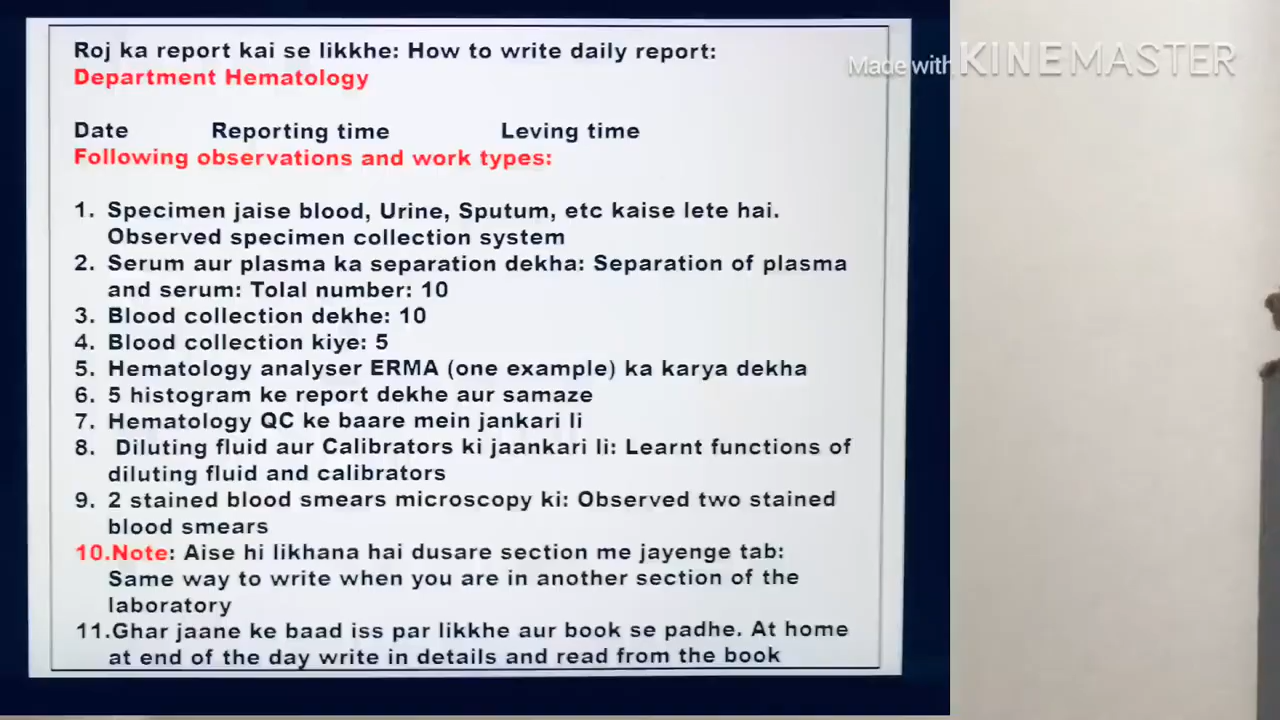 Roj ka report kai se likkhe: How to write daily report:
Department Hematology
Made with KINEMASTER
Date Reporting time Leving time
Following observations and work types:
1. Specimen jaise blood, Urine, Sputum, etc kaise lete hai.
Observed specimen collection system
2. Serum aur plasma ka separation dekha: Separation of plasma
and serum: Tolal number: 10
3. Blood collection dekhe: 10
4. Blood collection kiye: 5
5. Hematology analyser ERMA (one example) ka karya dekha
6. 5 histogram ke report dekhe aur samaze
7. Hematology QC ke baare mein jankari li
8. Diluting fluid aur Calibrators ki jaankari li: Learnt functions of
diluting fluid and calibrators
9. 2 stained blood smears microscopy ki: Observed two stained
blood smears
10.Note: Aise hi likhana hai dusare section me jayenge tab:
Same way to write when you are in another section of the
laboratory
11.Ghar jaane ke baad iss par likkhe aur book se padhe. At home
at end of the day write in details and read from the book